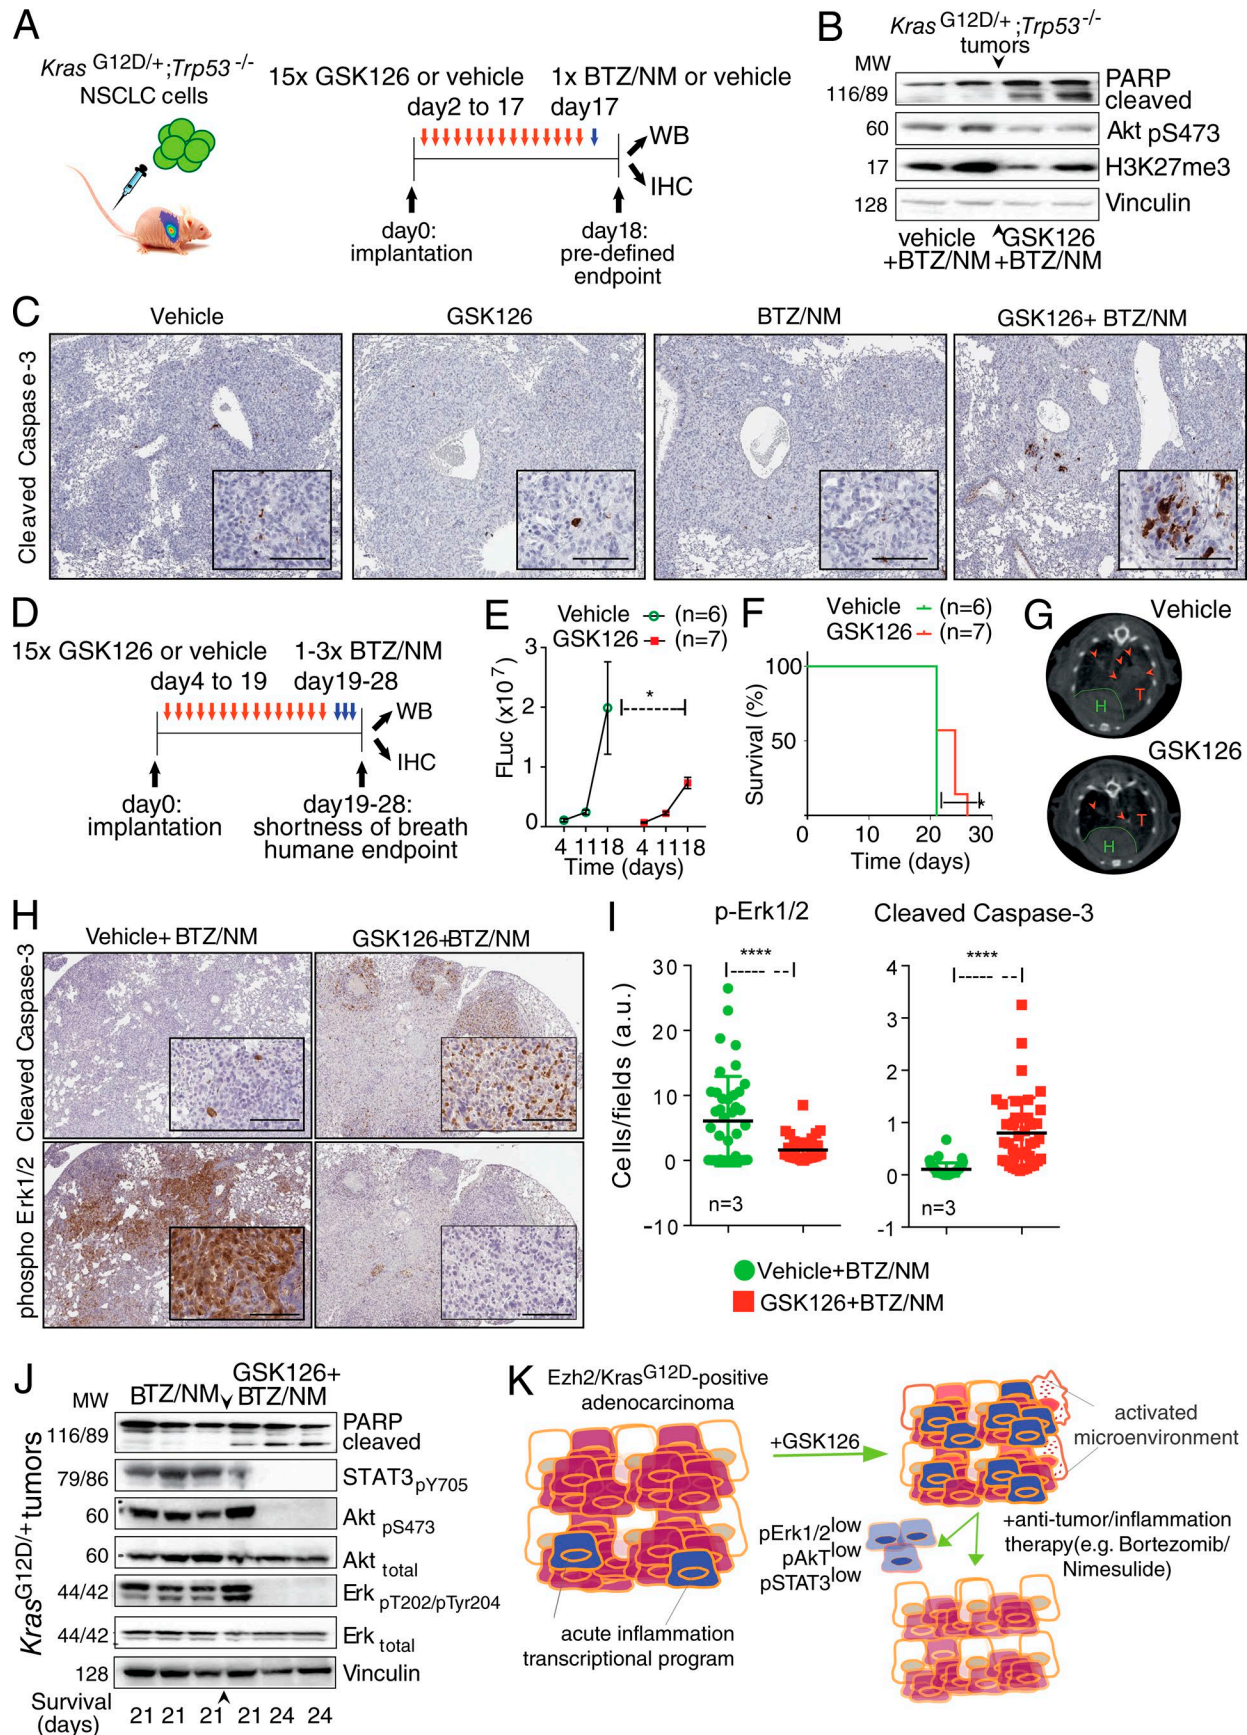 A
Kras G12D/+;Trp53 -/-
NSCLC cells
15x GSK126 or vehicle
day2 to 17
1x BTZ/NM or vehicle
day17
WB
IHC
day0:
implantation
day18:
pre-defined
endpoint
B
Kras G12D/+;Trp53 -/-
tumors
MW
116/89
PARP
cleaved
60
Akt pS473
17
H3K27me3
128
Vinculin
vehicle
+BTZ/NM
GSK126
+BTZ/NM
C
Vehicle
GSK126
BTZ/NM
GSK126+ BTZ/NM
Cleaved Caspase-3
D
15x GSK126 or vehicle
day4 to 19
1-3x BTZ/NM
day19-28
WB
IHC
day0:
implantation
day19-28:
shortness of breath
humane endpoint
E
Vehicle (n=6)
GSK126 (n=7)
FLuc (x10 7)
3
2
1
0
*
4 11 18 4 11 18
Time (days)
F
Vehicle (n=6)
GSK126 (n=7)
Survival (%)
100
50
*
0 10 20 30
Time (days)
G
Vehicle
T
H
GSK126
T
H
H
Vehicle+ BTZ/NM
GSK126+BTZ/NM
Cleaved Caspase-3
phospho Erk1/2
I
p-Erk1/2
Cleaved Caspase-3
Cells/fields (a.u.)
30
20
10
0
-10
****
n=3
4
3
2
1
0
-1
****
n=3
Vehicle+BTZ/NM
GSK126+BTZ/NM
J
KrasG12D/+tumors
MW
BTZ/NM
GSK126+
BTZ/NM
116/89
PARP
cleaved
79/86
STAT3 pY705
60
Akt pS473
60
Akt total
44/42
Erk pT202/pTyr204
44/42
Erk total
128
Vinculin
Survival
(days)
21 21 21 21 24 24
K
Ezh2/KrasG12D-positive
adenocarcinoma
+GSK126
activated
microenvironment
acute inflammation
transcriptional program
pErk1/2low
pAkTlow
pSTAT3low
+anti-tumor/inflammation
therapy(e.g. Bortezomib/
Nimesulide)